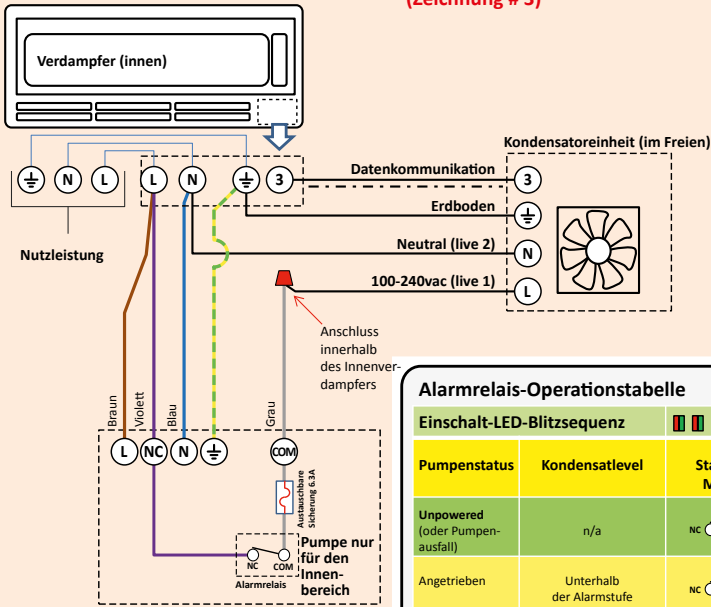 (Zeichnung # 3)
Verdampfer (innen)
Kondensatoreinheit (im Freien)
N
L
L
N
3
Datenkommunikation
3
Erdboden
Neutral (live 2)
N
100-240vac (live 1)
L
Nutzleistung
Anschluss
innerhalb
des Innenver-
dampfers
Braun
Violett
Blau
Grau
L
NC
N
COM
Austauschbare
Sicherung 6.3A
NC
COM
Alarmrelais
Pumpe nur
für den
Innen-
bereich
Alarmrelais-Operationstabelle
Einschalt-LED-Blitzsequenz
Pumpenstatus
Kondensatlevel
Unpowered
(oder Pumpen-
ausfall)
n/a
NC
Angetrieben
Unterhalb
der Alarmstufe
NC